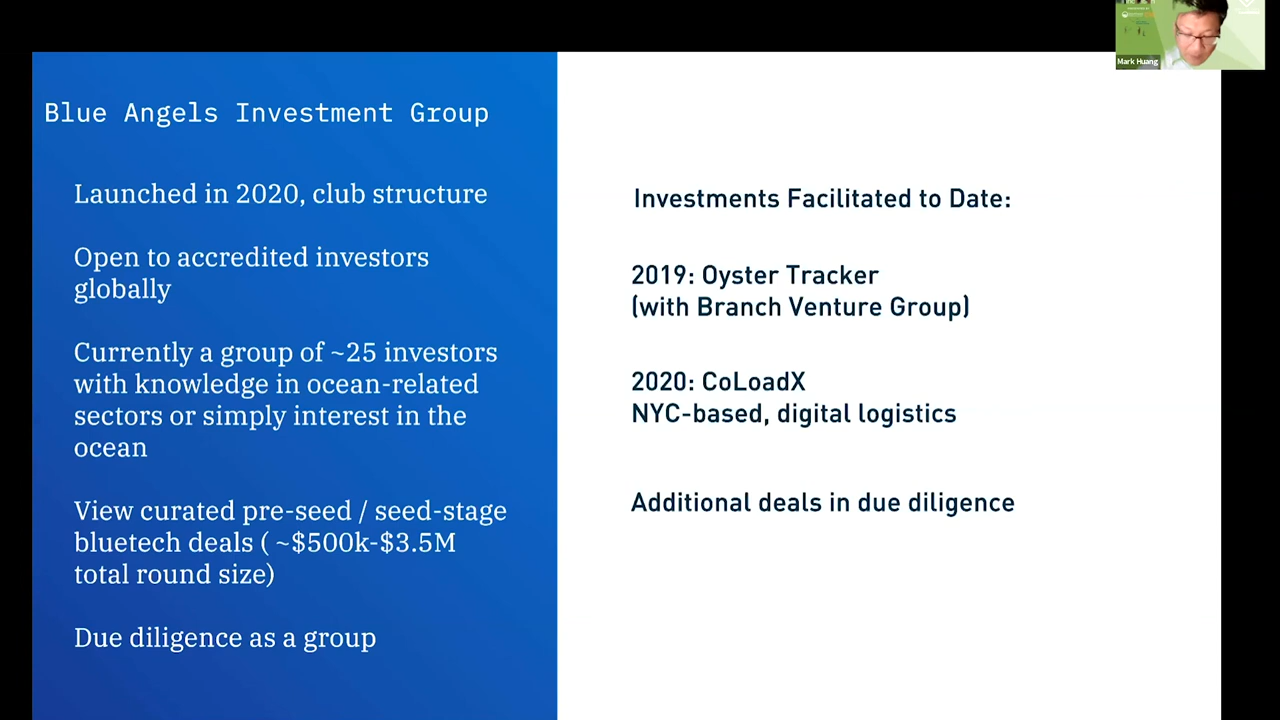 Mark Huang
Blue Angels Investment Group
Launched in 2020, club structure
Open to accredited investors
globally
Currently a group of ~25 investors
with knowledge in ocean-related
sectors or simply interest in the
ocean
View curated pre-seed / seed-stage
bluetech deals ( ~$500k-$3.5M
total round size)
Due diligence as a group
Investments Facilitated to Date:
2019: Oyster Tracker
(with Branch Venture Group)
2020: CoLoadX
NYC-based, digital logistics
Additional deals in due diligence